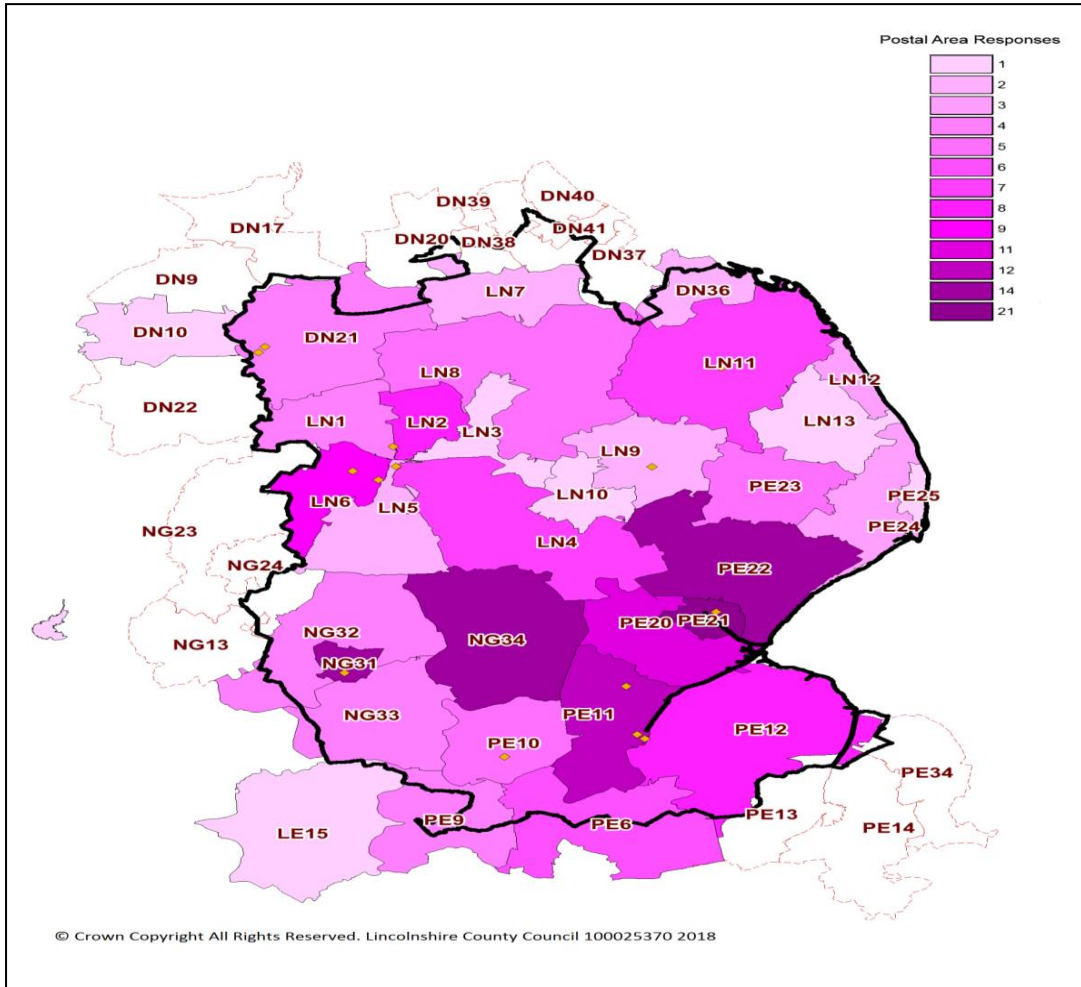 Postal Area Responses
1
2
3
4
5
6
7
8
9
11
12
14
21
DN40
DN39
DN17
DN41
DN20
DN38
DN37
DN9
DN36
LN7
DN10
DN21
LN11
LN8
LN12
DN22
LN1
LN2
LN13
LN3
LN9
PE23
LN10
PE25
LN6
LN5
PE24
NG23
LN4
NG24
PE22
PE20
PE21
NG32
NG34
NG13
NG31
NG33
PE11
PE12
PE10
PE34
PE13
PE9
PE6
PE14
LE15
© Crown Copyright All Rights Reserved. Lincolnshire County Council 100025370 2018